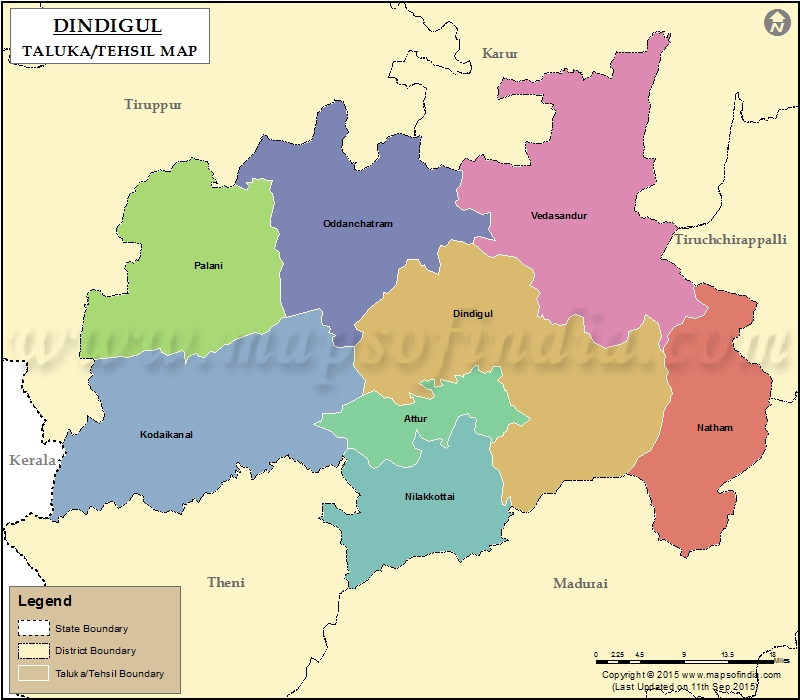 DINDIGUL
TALUKA/TEHSIL MAP
Karur
Tiruppur
Oddanchatram
Vedasandur
Tiruchchirappalli
Palani
Dindigul
www.mapsofindia.com
Attur
Natham
Kodaikanal
Kerala
Nilakkottai
Theni
Madurai
Legend
State Boundary
District Boundary
Taluka/Tehsil Boundary
0 2.25 4.5 9 13.5 18
Miles
Copyright © 2015 www.mapsofindia.com
(Last Updated on 11th Sep 2015)
N